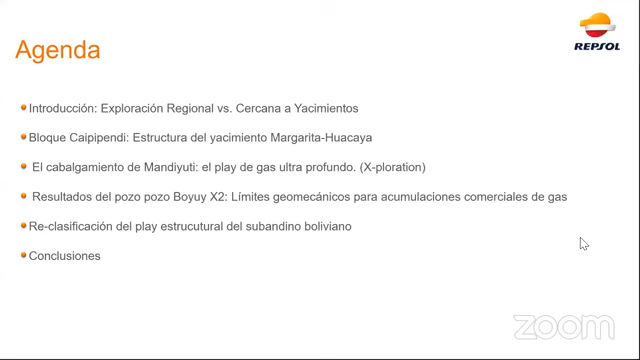 REPSOL
Agenda
Introducción: Exploración Regional vs. Cercana a Yacimientos
Bloque Caipipendi: Estructura del yacimiento Margarita-Huacaya
El cabalgamiento de Mandiyuti: el play de gas ultra profundo. (X-ploration)
Resultados del pozo pozo Boyuy X2: Límites geomecánicos para acumulaciones comerciales de gas
Re-clasificación del play estrucutural del subandino boliviano
Conclusiones
zoom